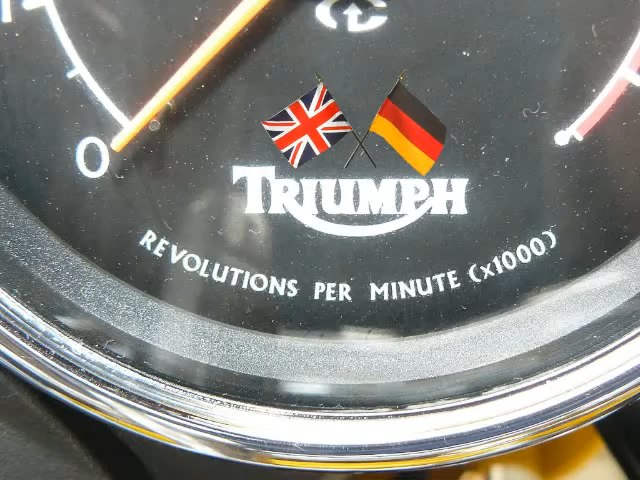 0
TRIUMPH
REVOLUTIONS PER MINUTE (x1000)